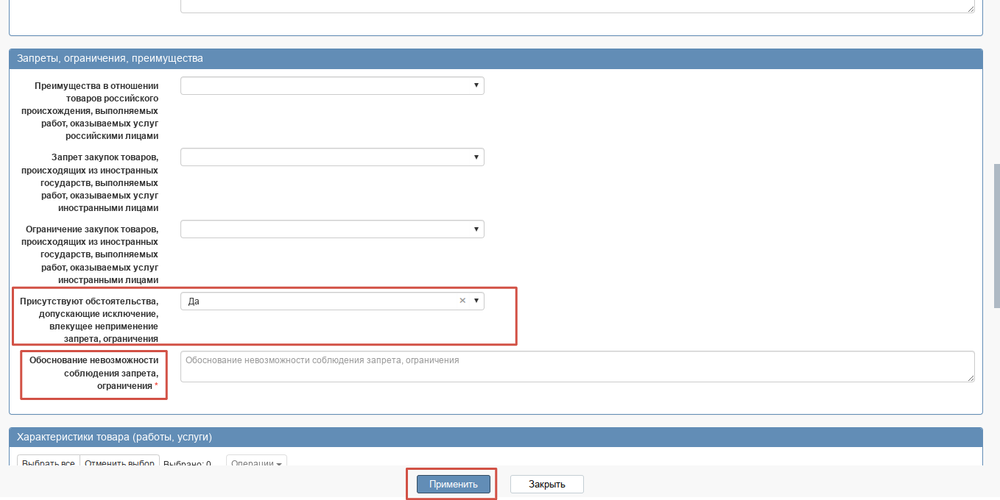 Запреты, ограничения, преимущества
Преимущества в отношении
товаров российского
происхождения, выполняемых
работ, оказываемых услуг
российскими лицами
Запрет закупок товаров,
происходящих из иностранных
государств, выполняемых
работ, оказываемых услуг
иностранными лицами
Ограничение закупок товаров,
происходящих из иностранных
государств, выполняемых
работ, оказываемых услуг
иностранными лицами
Присутствуют обстоятельства,
допускающие исключение,
влекущее неприменение
запрета, ограничения
Да
Обоснование невозможности
соблюдения запрета,
ограничения *
Обоснование невозможности соблюдения запрета, ограничения
Характеристики товара (работы, услуги)
Выбрать все Отменить выбор Выбрано: 0 Операции
Применить Закрыть